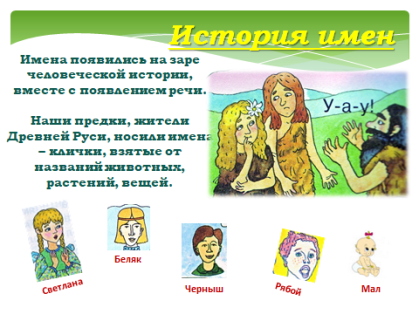 История имен
Имена появились на заре
человеческой истории,
вместе с появлением речи.
Наши предки, жители
Древней Руси, носили имена
– клички, взятые от
названий животных,
растений, вещей.
У-а-у!
Светлана
Беляк
Черныш
Рябой
Мал